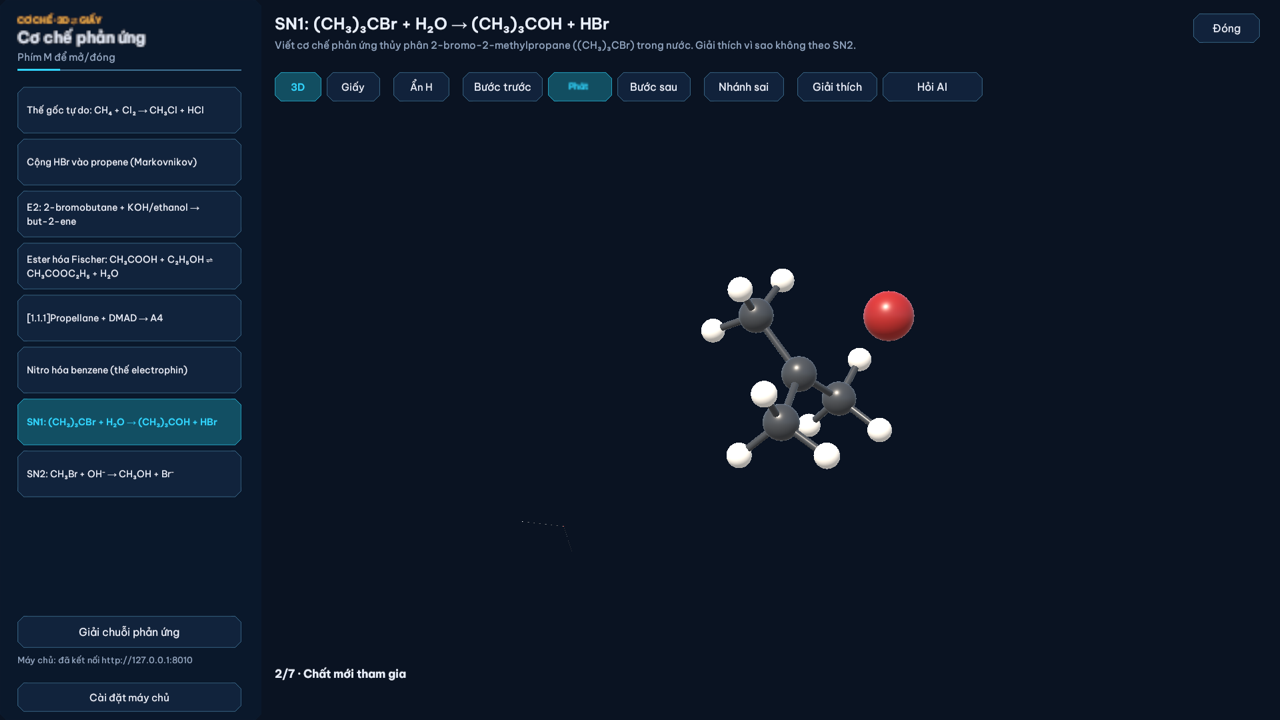 CƠ CHẾ · 3D ⇌ GIẤY
Cơ chế phản ứng
Phím M để mở/đóng
Thế gốc tự do: CH₄ + Cl₂ → CH₃Cl + HCl
Cộng HBr vào propene (Markovnikov)
E2: 2-bromobutane + KOH/ethanol →
but-2-ene
Ester hóa Fischer: CH₃COOH + C₂H₅OH ⇌
CH₃COOC₂H₅ + H₂O
[1.1.1]Propellane + DMAD → A4
Nitro hóa benzene (thế electrophin)
SN1: (CH₃)₃CBr + H₂O → (CH₃)₃COH + HBr
SN2: CH₃Br + OH⁻ → CH₃OH + Br⁻
Giải chuỗi phản ứng
Máy chủ: đã kết nối http://127.0.0.1:8010
Cài đặt máy chủ
SN1: (CH₃)₃CBr + H₂O → (CH₃)₃COH + HBr
Viết cơ chế phản ứng thủy phân 2-bromo-2-methylpropane ((CH₃)₃CBr) trong nước. Giải thích vì sao không theo SN2.
Đóng
3D
Giấy
Ẩn H
Bước trước
Phát
Bước sau
Nhánh sai
Giải thích
Hỏi AI
2/7 · Chất mới tham gia